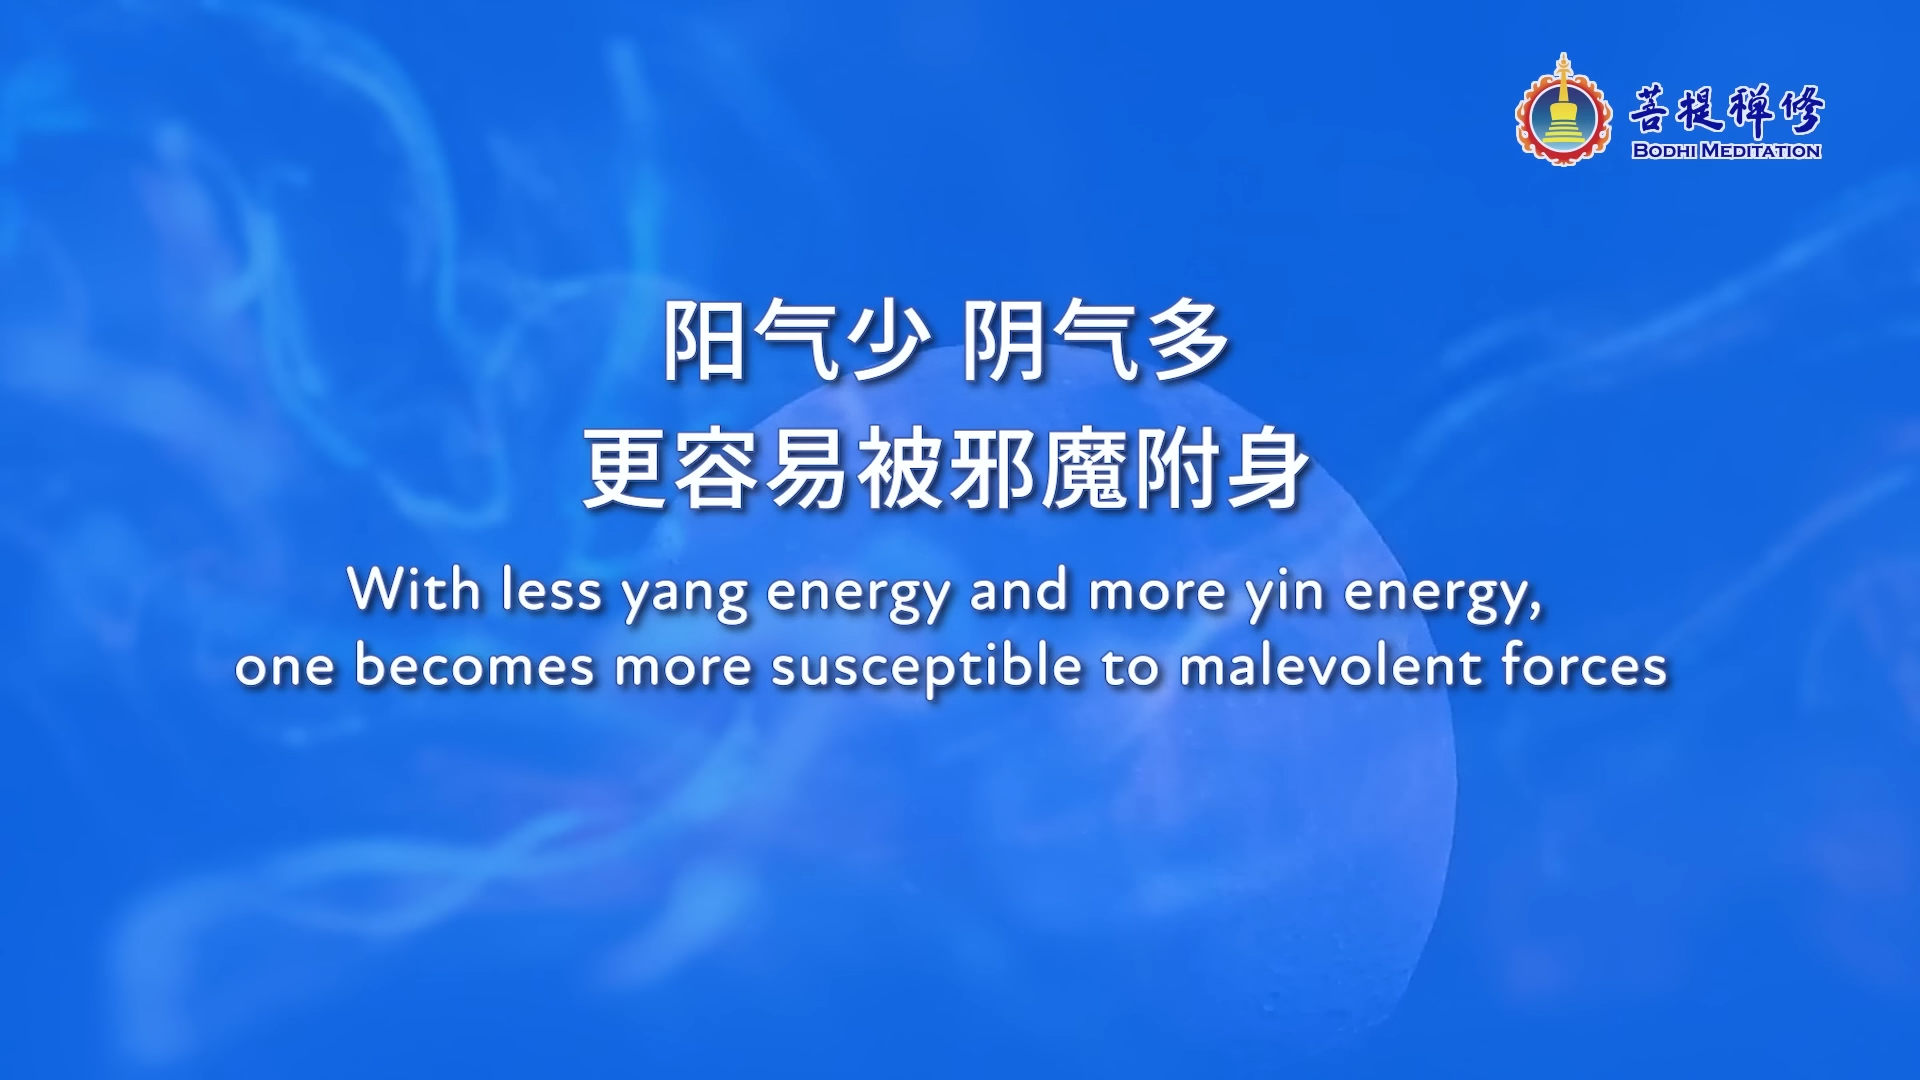 菩提禅修
BODHI MEDITATION
阳气少 阴气多
更容易被邪魔附身
With less yang energy and more yin energy,
one becomes more susceptible to malevolent forces